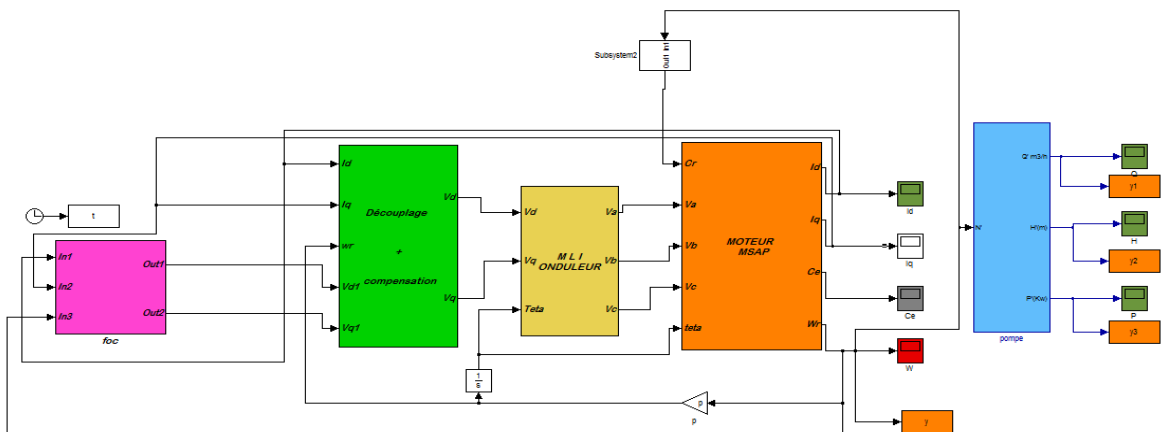 Subsystem2
Out1 In1
t
In1
In2
In3
Out1
Out2
foc
Id
Iq
wr
Vd1
Vq1
Découplage
+
compensation
Vd
Vq
Vd
Vq
Teta
M L I
ONDULEUR
Va
Vb
Vc
1
s
Cr
Va
Vb
Vc
teta
MOTEUR
MSAP
Id
Iq
Ce
Wr
Id
Iq
Ce
W
p
p
y
N'
Q' m3/h
H'(m)
P'(Kw)
pompe
Q
y1
H
y2
P
y3